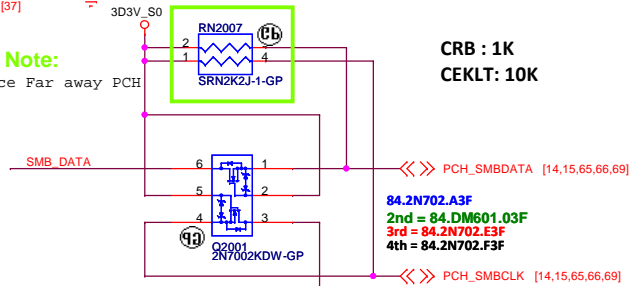 [37]
3D3V_S0
RN2007
Note:
2
1
4
ce Far away PCH
SRN2K2J-1-GP
CRB : 1K
CEKLT: 10K
SMB_DATA
6
1
PCH_SMBDATA [14,15,65,66,69]
5
2
84.2N702.A3F
2nd = 84.DM601.03F
4
3
3rd = 84.2N702.E3F
4th = 84.2N702.F3F
Q2001
2N7002KDW-GP
PCH_SMBCLK [14,15,65,66,69]